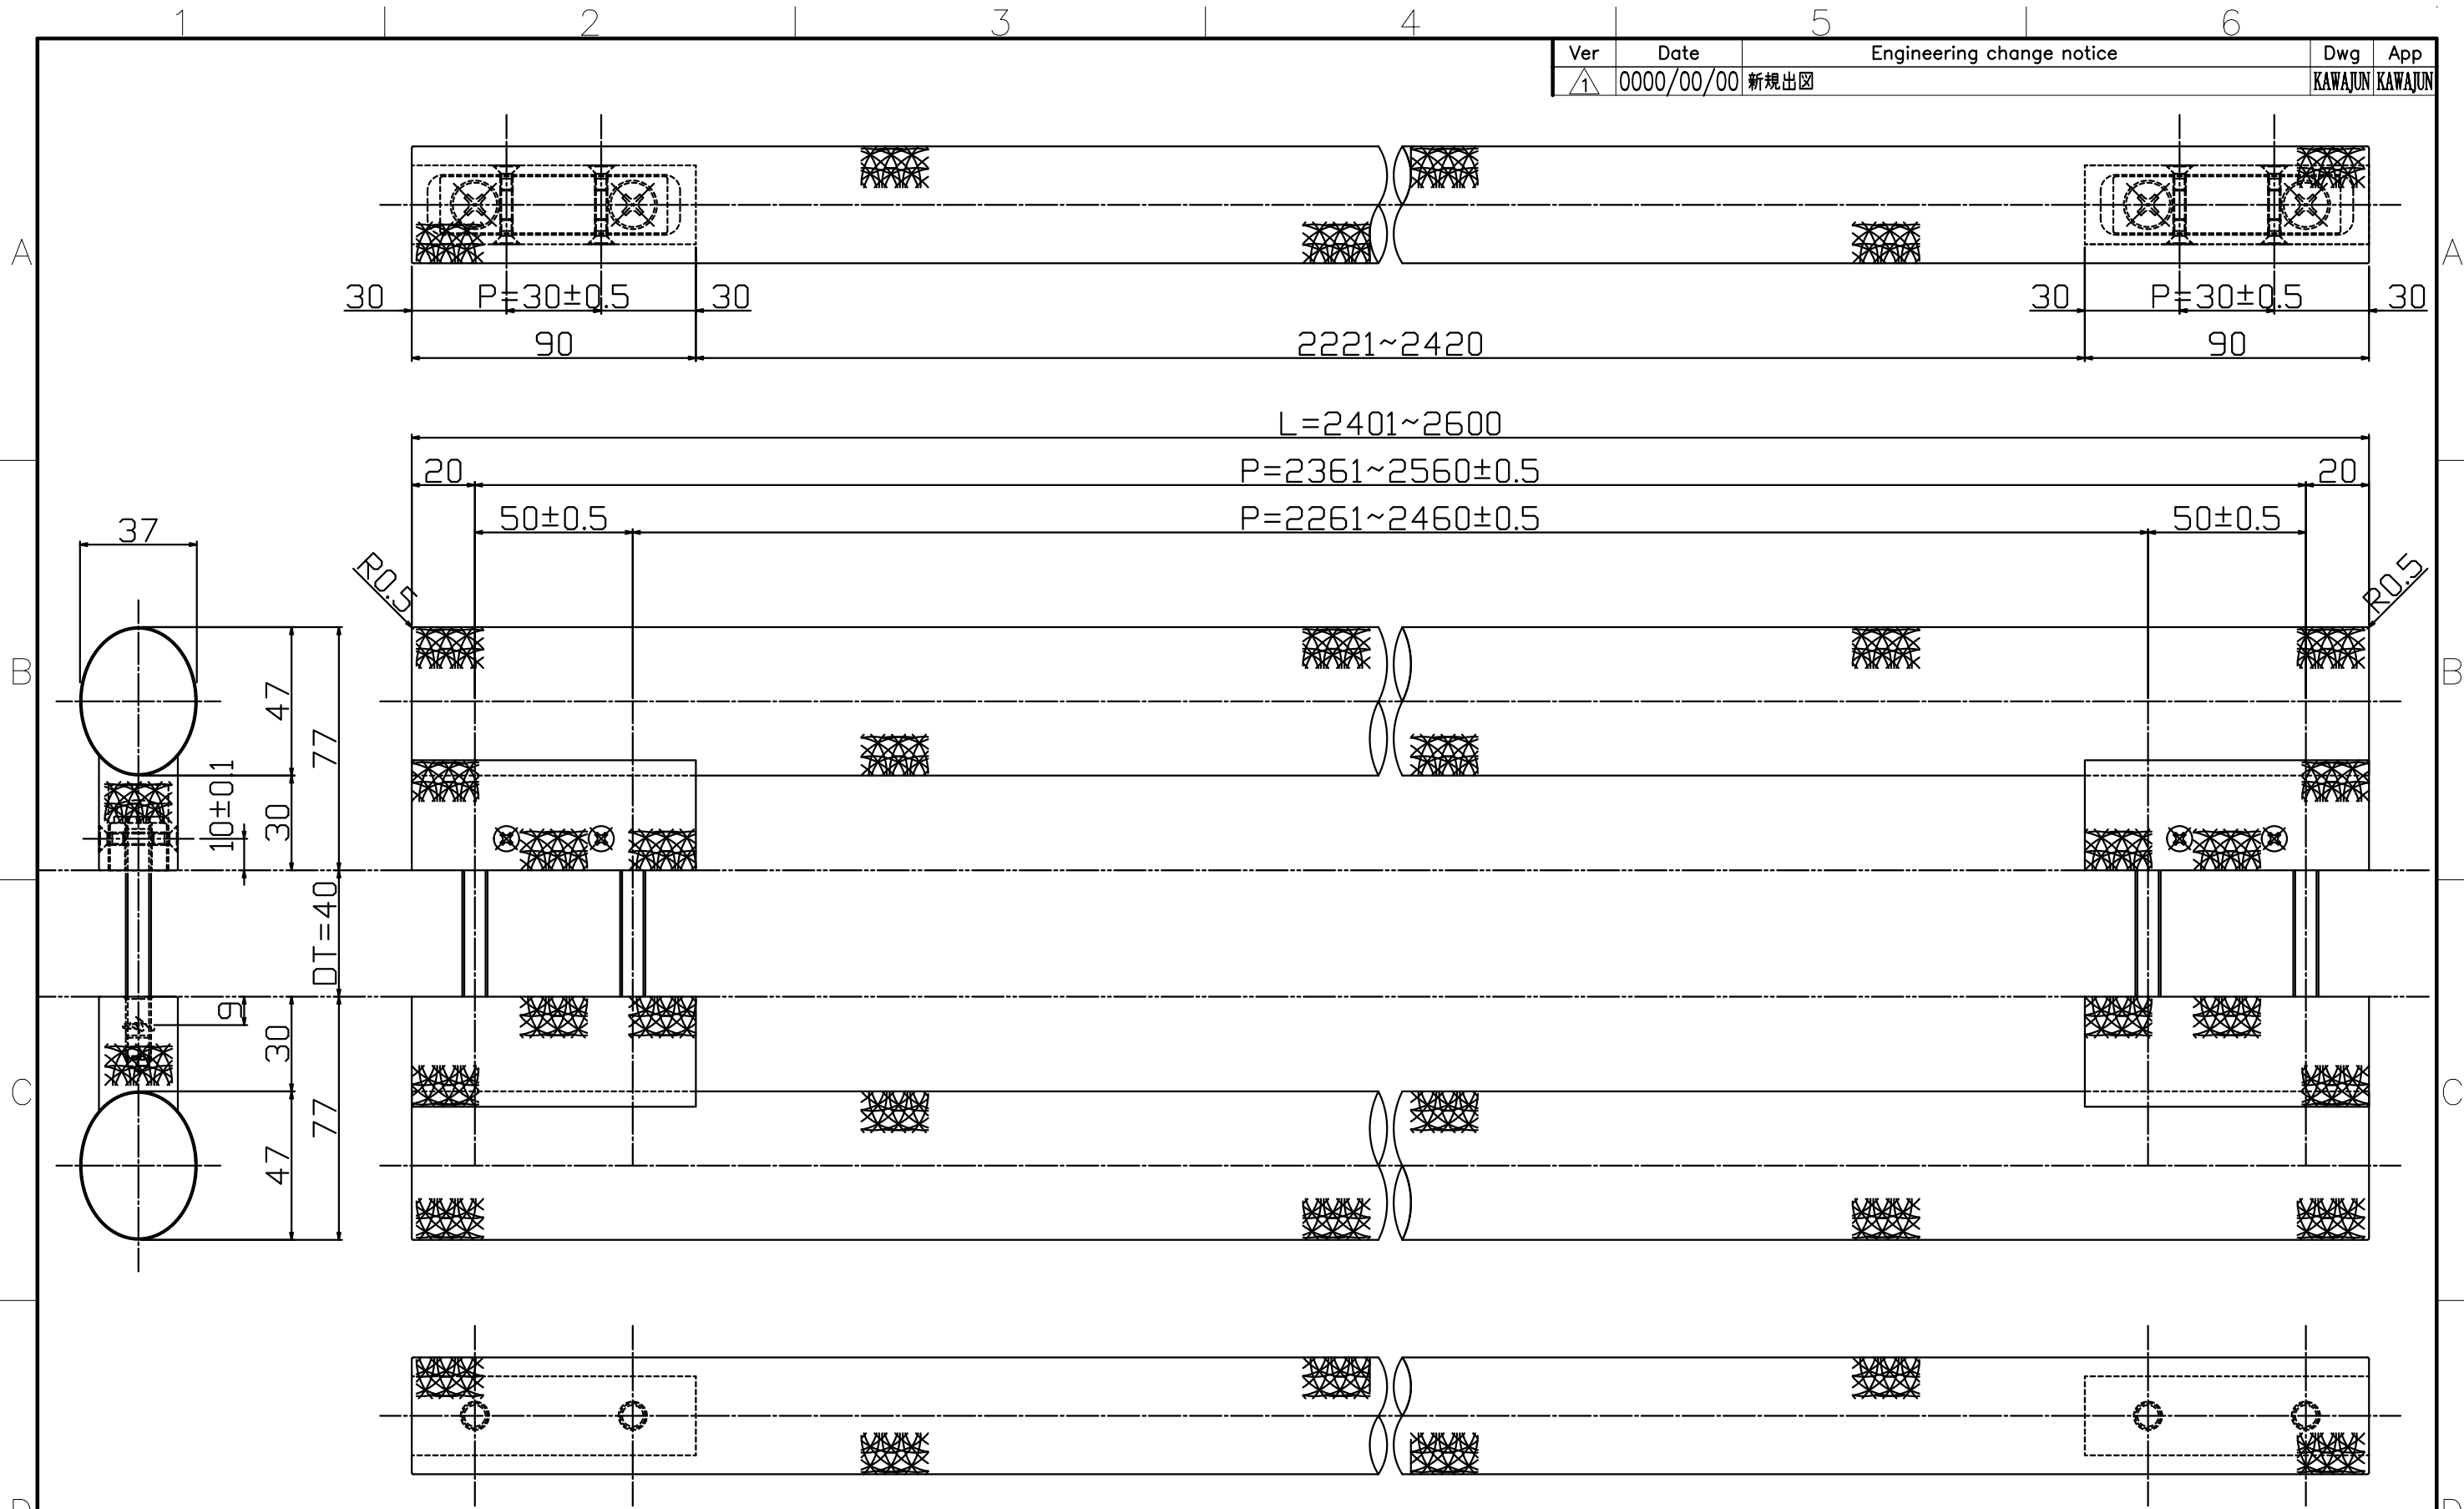 1 2 3 4 5 6
Ver Date Engineering change notice Dwg App
1 0000/00/00 新規出図 KAWAJUN KAWAJUN
A A
30 P=30±0.5 30 30 P=30±0.5 30
90 2221~2420 90
L=2401~2600
20 P=2361~2560±0.5 20
50±0.5 P=2261~2460±0.5 50±0.5
37
R0.5 R0.5
B B
47
77
10±0.1
30
DT=40
9
30
C C
77
47